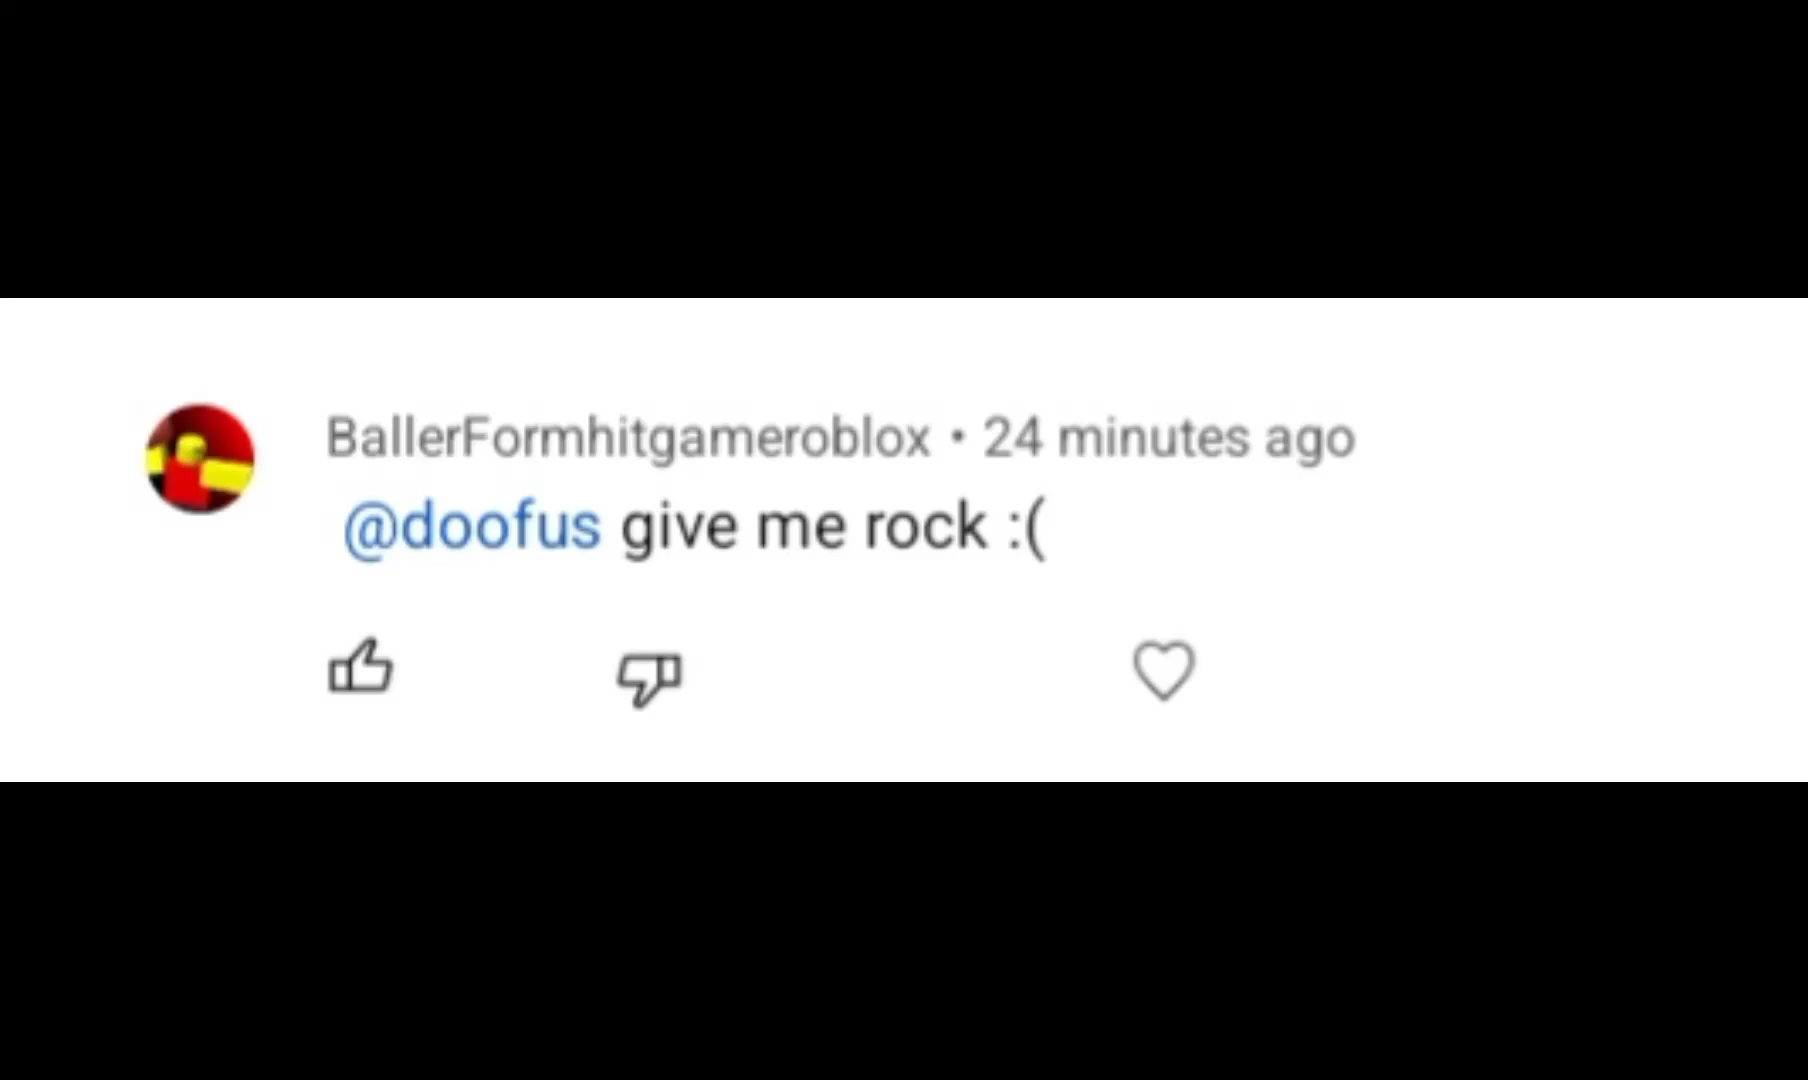 BallerFormhitgameroblox • 24 minutes ago
@doofus give me rock :(